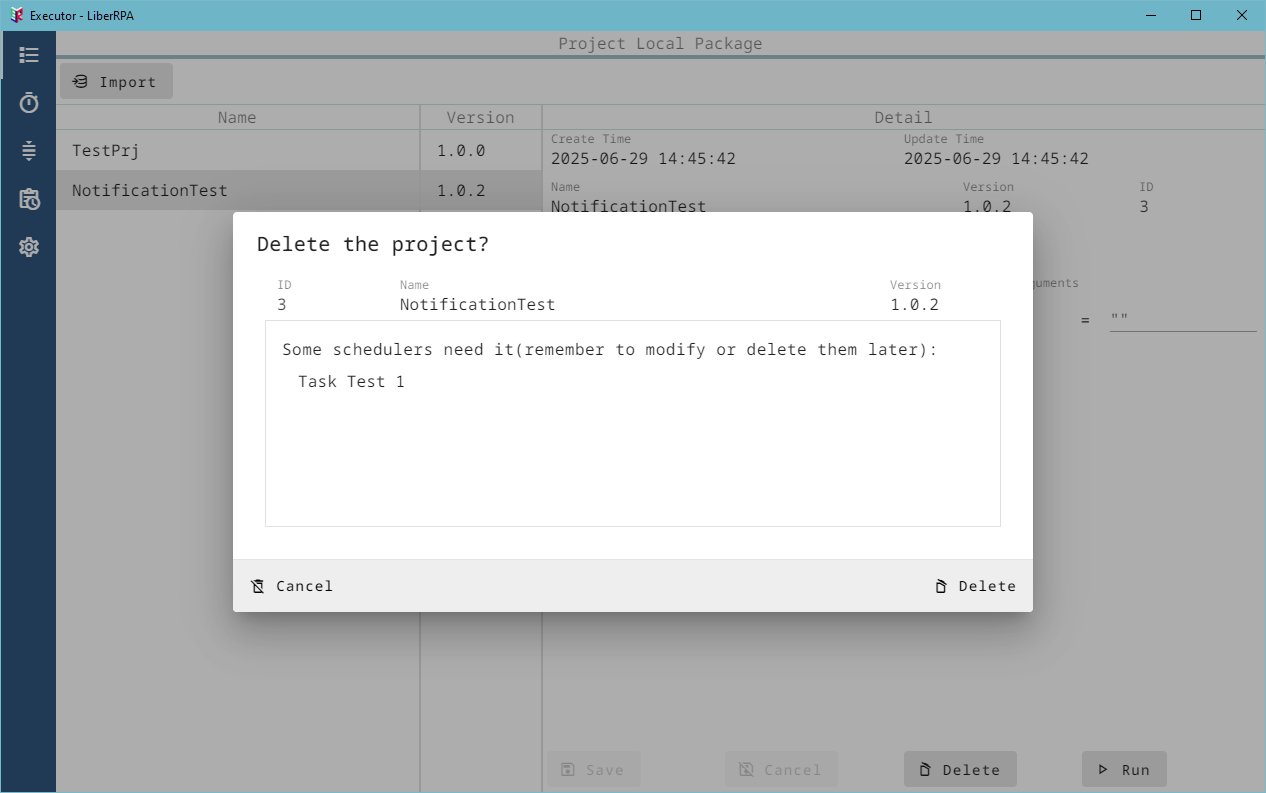 Executor - LiberRPA
Project Local Package
Import
Name Version Detail
Create Time Update Time
TestPrj 1.0.0 2025-06-29 14:45:42 2025-06-29 14:45:42
Name Version ID
NotificationTest 1.0.2 NotificationTest 1.0.2 3
Delete the project?
ID Name Version
3 NotificationTest 1.0.2
guments
= ""
Some schedulers need it(remember to modify or delete them later):
Task Test 1
Cancel Delete
Save Cancel Delete Run